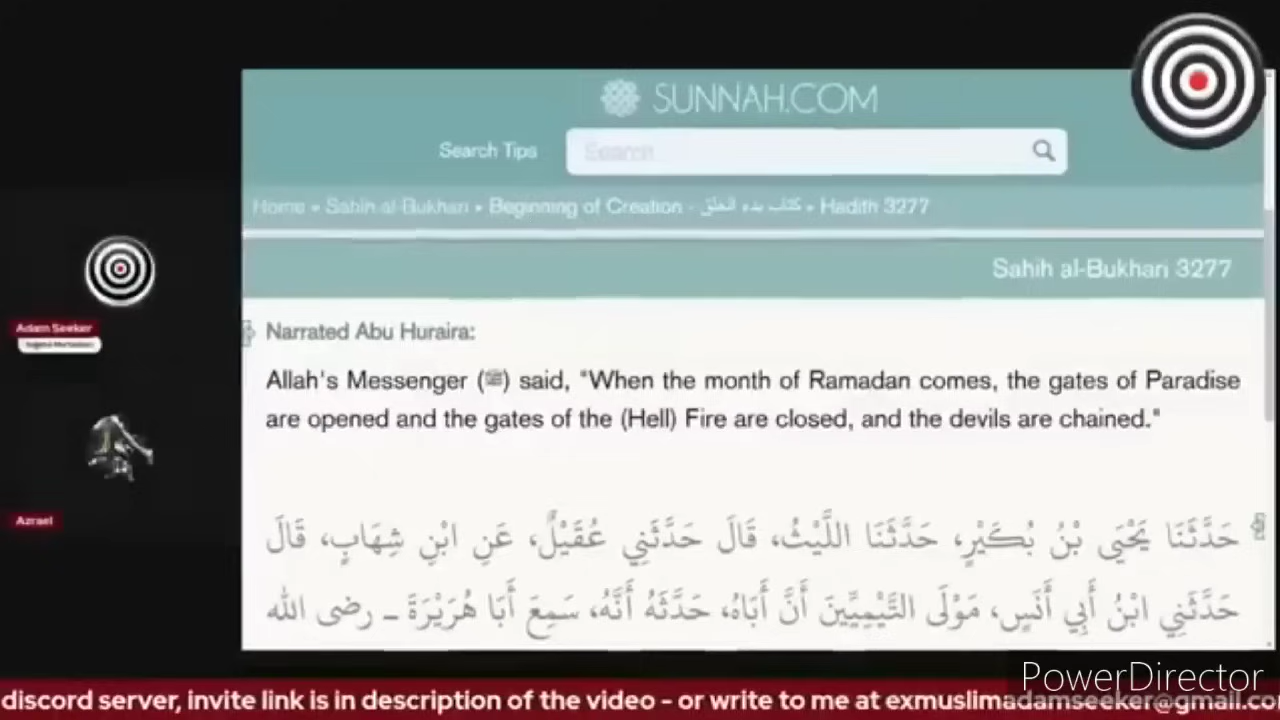 SUNNAH.COM
Search Tips
Search
Home » Sahih al-Bukhari » Beginning of Creation - كتاب بدء الخلق » Hadith 3277
Sahih al-Bukhari 3277
Adam Seeker
Narrated Abu Huraira:
Allah's Messenger (ﷺ) said, "When the month of Ramadan comes, the gates of Paradise
are opened and the gates of the (Hell) Fire are closed, and the devils are chained."
Azrael
حَدَّثَنَا يَحْيَى بْنُ بُكَيْرٍ، حَدَّثَنَا اللَّيْثُ، قَالَ حَدَّثَنِي عُقَيْلٌ، عَنِ ابْنِ شِهَابٍ، قَالَ
حَدَّثَنِي ابْنُ أَبِي أَنَسٍ، مَوْلَى التَّيْمِيِّينَ أَنَّ أَبَاهُ، حَدَّثَهُ أَنَّهُ، سَمِعَ أَبَا هُرَيْرَةَ ـ رضى الله
PowerDirector
discord server, invite link is in description of the video - or write to me at exmuslimadamseeker@gmail.co